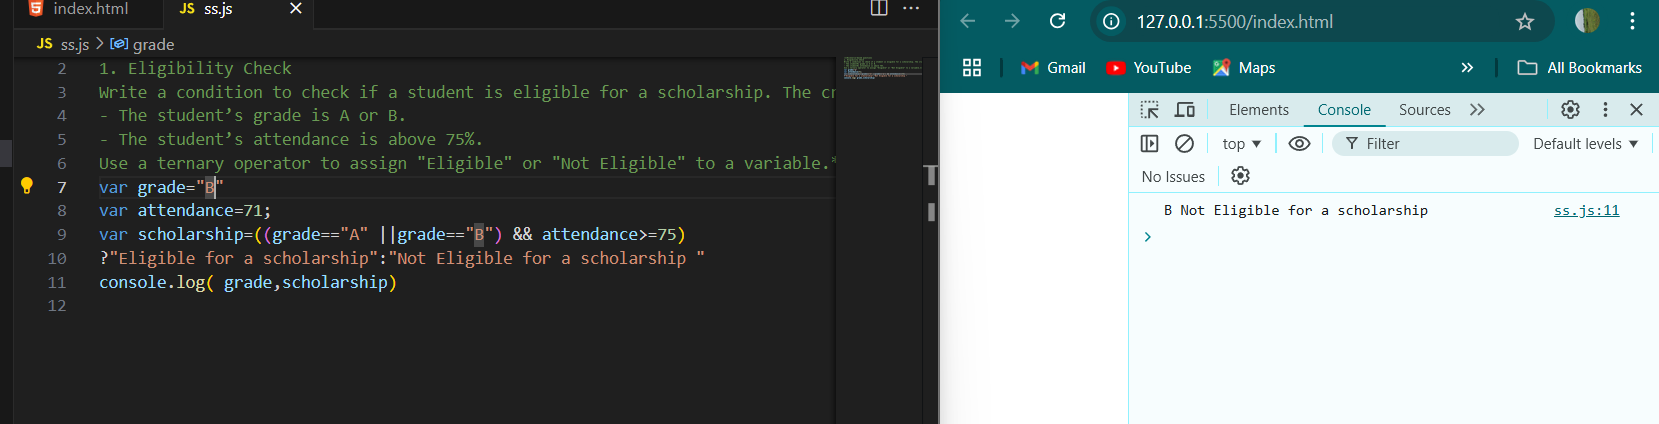 index.html
JS ss.js
JS ss.js > grade
2 1. Eligibility Check
3 Write a condition to check if a student is eligible for a scholarship. The
4 - The student’s grade is A or B.
5 - The student’s attendance is above 75%.
6 Use a ternary operator to assign "Eligible" or "Not Eligible" to a variable.
7 var grade="B"
8 var attendance=71;
9 var scholarship=((grade=="A" ||grade=="B") && attendance>=75)
10 ?"Eligible for a scholarship":"Not Eligible for a scholarship "
11 console.log( grade,scholarship)
12
127.0.0.1:5500/index.html
Gmail YouTube Maps » All Bookmarks
Elements Console Sources »
top Filter Default levels
No Issues
B Not Eligible for a scholarship ss.js:11
>